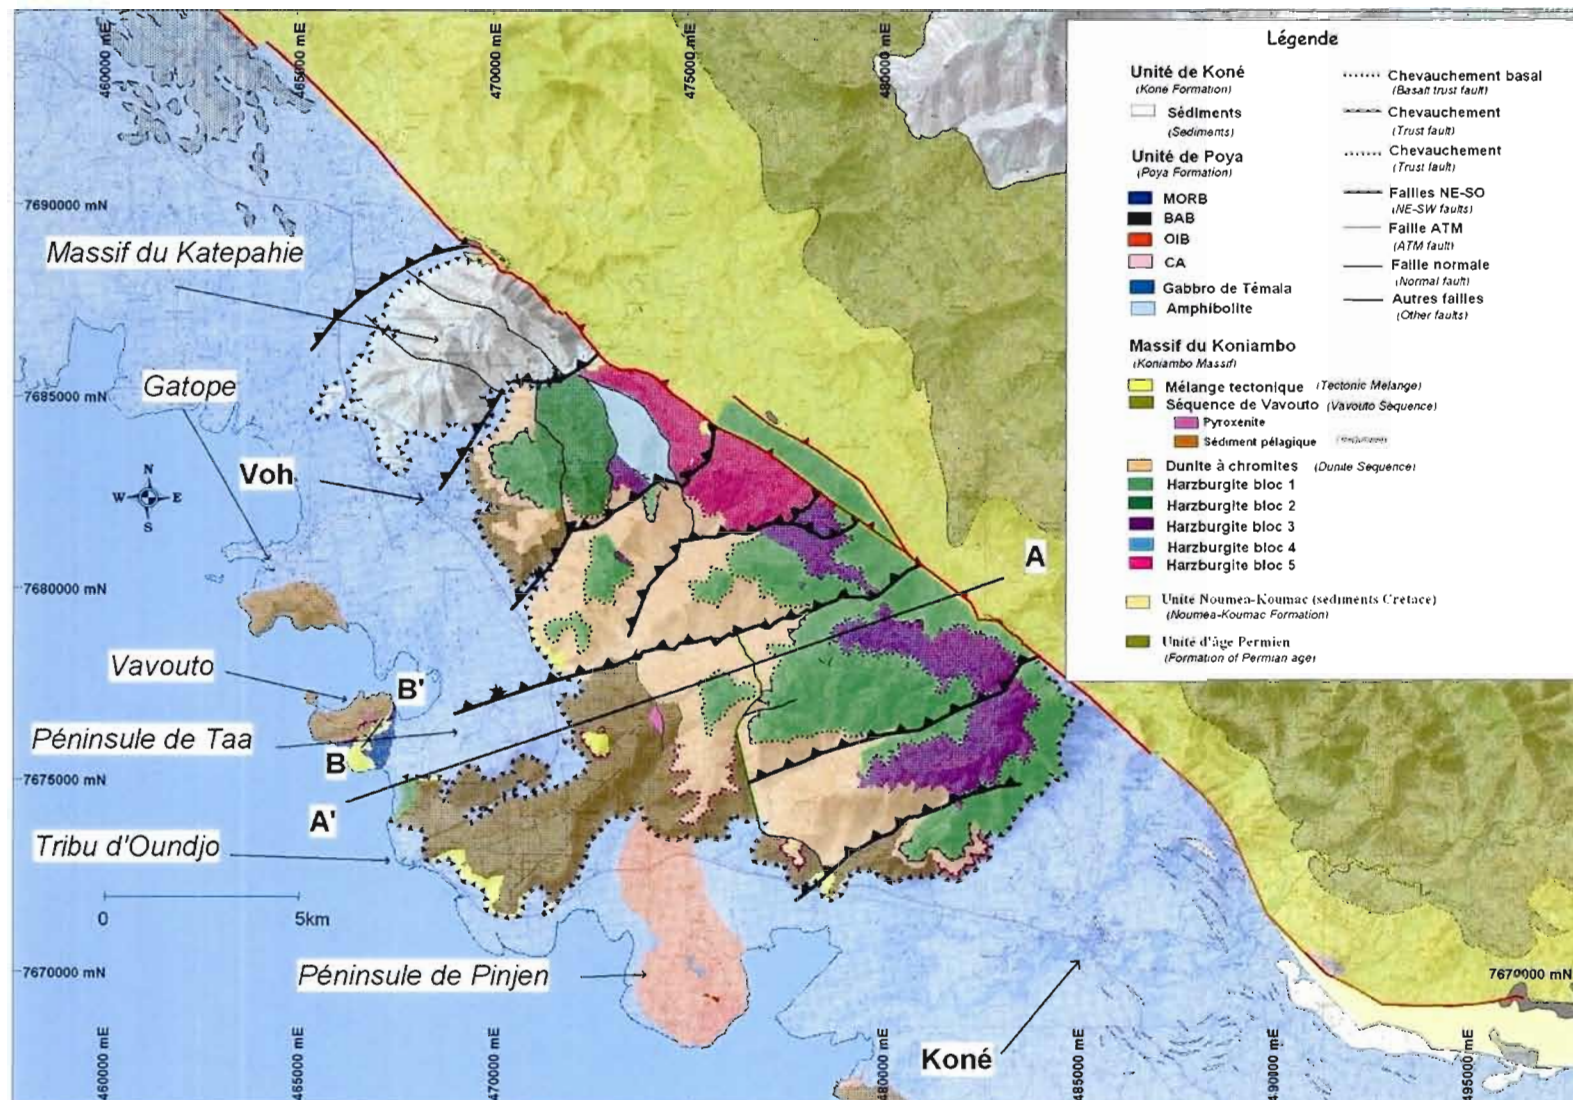 460000 mE
465000 mE
470000 mE
475000 mE
480000 mE
7690000 mN
Massif du Katepahie
7685000 mN
Gatope
N
W E
S
Voh
7680000 mN
A
Vavouto
B'
Péninsule de Taa
B
7675000 mN
A'
Tribu d'Oundjo
0 5km
Péninsule de Pinjen
7670000 mN
7670000 mN
Koné
460000 mE
465000 mE
470000 mE
480000 mE
485000 mE
490000 mE
495000 mE
Légende
Unité de Koné
(Kone Formation)
Sédiments
(Sediments)
Unité de Poya
(Poya Formation)
MORB
BAB
OIB
CA
Gabbro de Témala
Amphibolite
Massif du Koniambo
(Koniambo Massif)
Mélange tectonique (Tectonic Melange)
Séquence de Vavouto (Vavouto Sequence)
Pyroxenite
Sédiment pélagique
Dunite à chromites (Dunite Sequence)
Harzburgite bloc 1
Harzburgite bloc 2
Harzburgite bloc 3
Harzburgite bloc 4
Harzburgite bloc 5
Unité Noumea-Koumac (sediments Cretace)
(Noumea-Koumac Formation)
Unité d'âge Permien
(Formation of Permian age)
Chevauchement basal
(Basalt trust fault)
Chevauchement
(Trust fault)
Chevauchement
(Trust fault)
Failles NE-SO
(NE-SW faults)
Faille ATM
(ATM fault)
Faille normale
(Normal fault)
Autres failles
(Other faults)